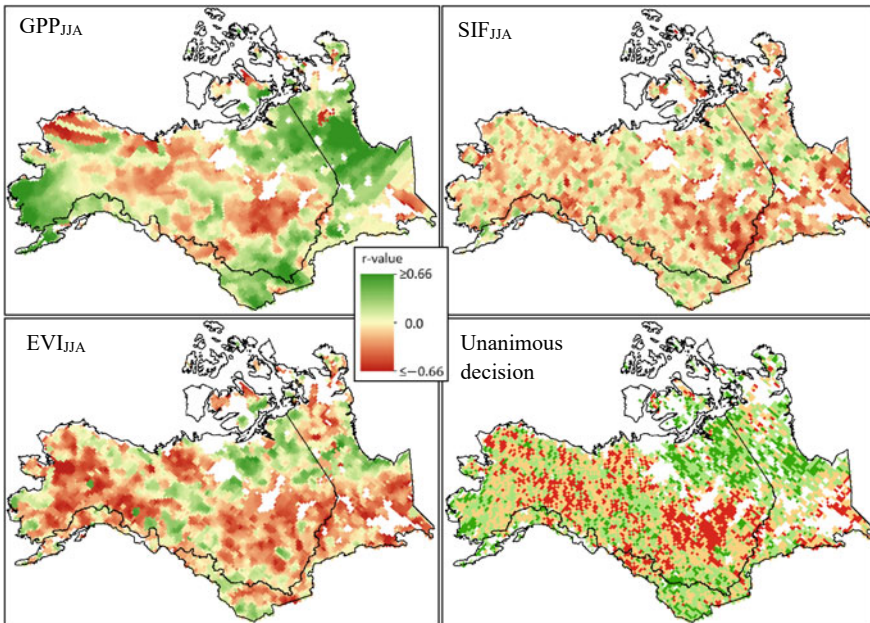 GPPJJA
SIFJJA
r-value
≥0.66
0.0
≤−0.66
EVIJJA
Unanimous
decision